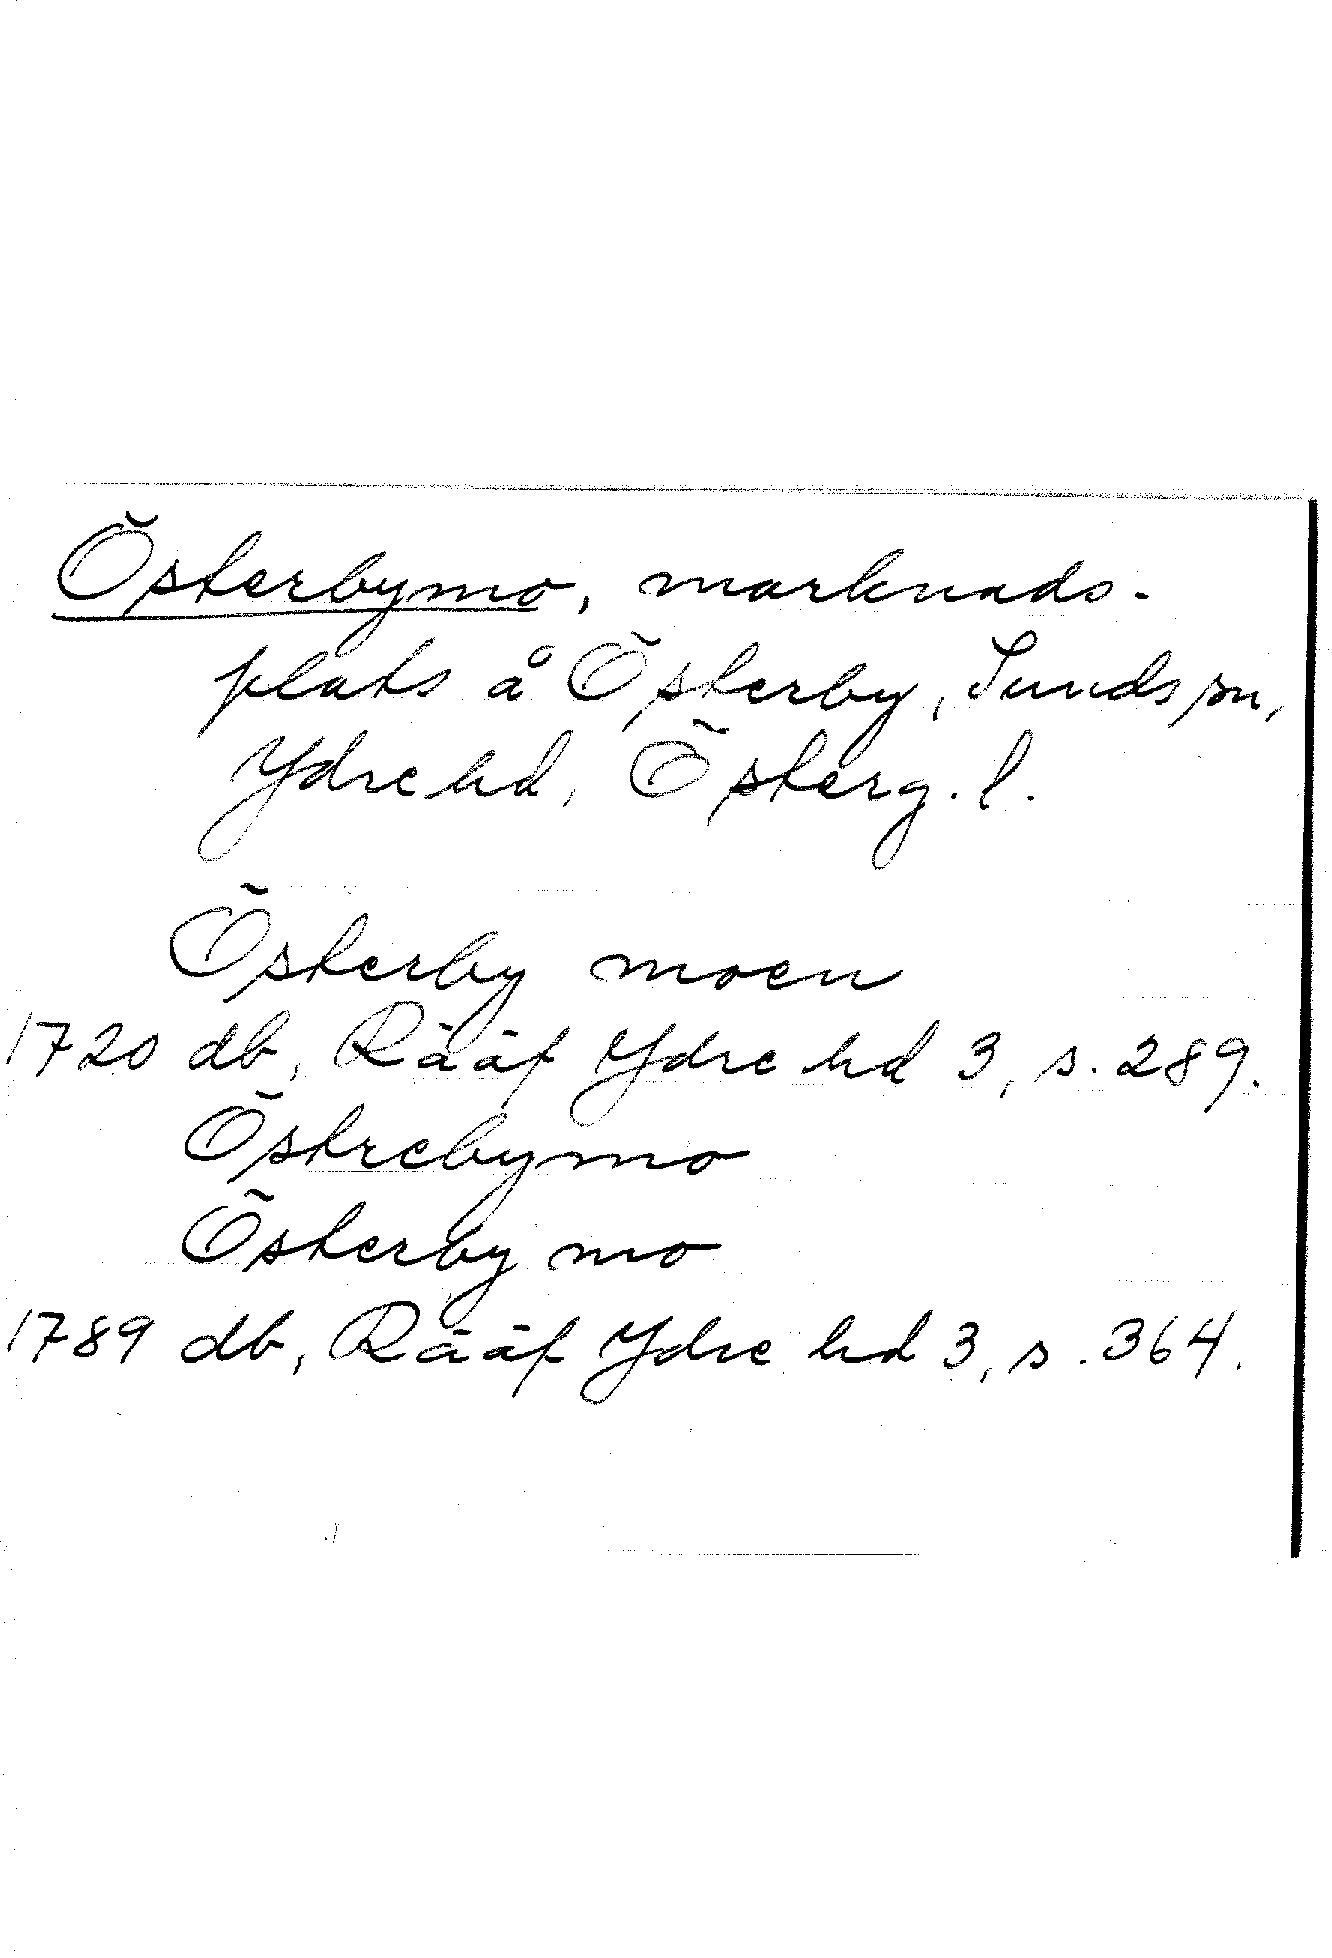 Österbymo, marknads-
plats å Österby, Sunds sn,
Ydre hd, Österg. l.
Österby moen
1720 db, Rääf Ydre hd 3, s. 289.
Östrebymo
Österby mo
1789 db, Rääf Ydre hd 3, s. 364.